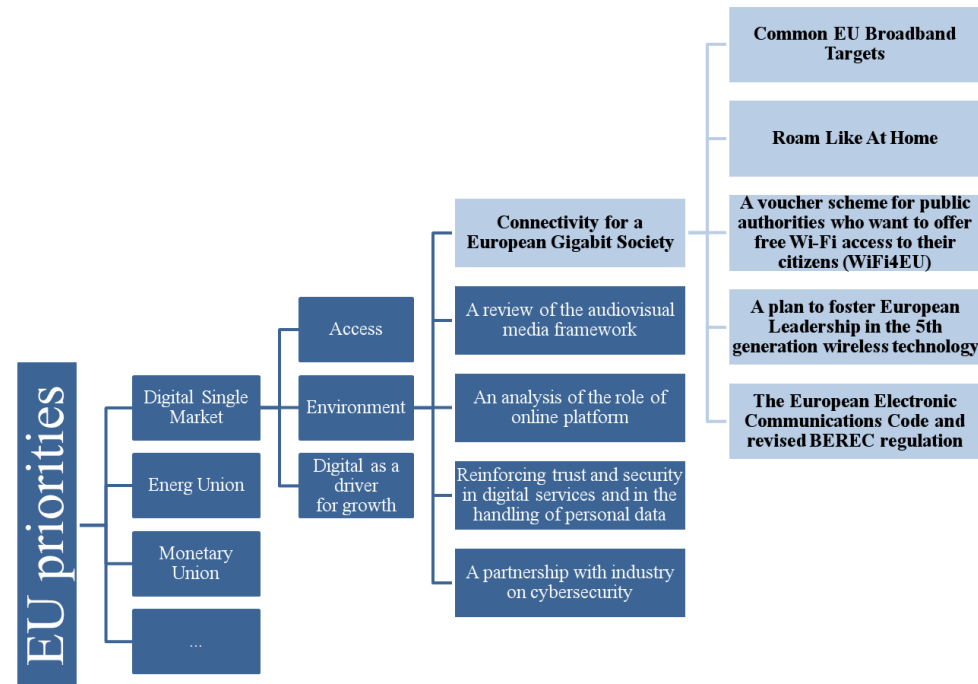 EU priorities
Digital Single
Market
Energ Union
Monetary
Union
...
Access
Environment
Digital as a
driver
for growth
Connectivity for a
European Gigabit Society
A review of the audiovisual
media framework
An analysis of the role of
online platform
Reinforcing trust and security
in digital services and in the
handling of personal data
A partnership with industry
on cybersecurity
Common EU Broadband
Targets
Roam Like At Home
A voucher scheme for public
authorities who want to offer
free Wi-Fi access to their
citizens (WiFi4EU)
A plan to foster European
Leadership in the 5th
generation wireless technology
The European Electronic
Communications Code and
revised BEREC regulation